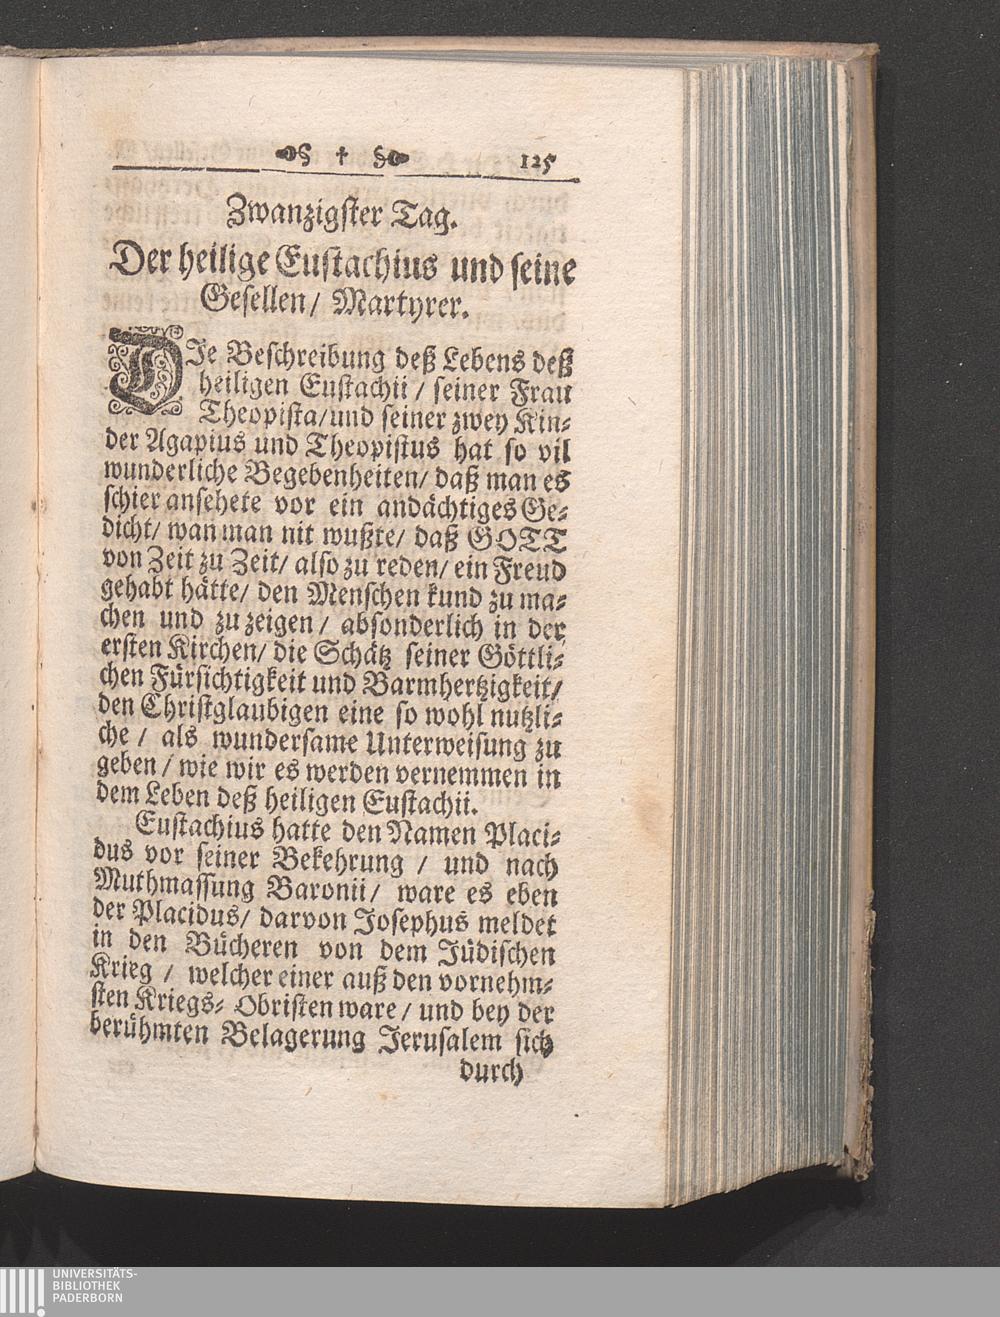 125
Zwanzigster Tag.
Der heilige Eustachius und seine
Gesellen/ Martyrer.
DIe Beschreibung deß Lebens deß
heiligen Eustachii / seiner Frau
Theopista/und seiner zwey Kin⸗
der Agapius und Theopistus hat so vil
wunderliche Begebenheiten/ daß man es
schier ansehete vor ein andächtiges Ge⸗
dicht/ wan man nit wußte/ daß GOTT
von Zeit zu Zeit/ also zu reden/ ein Freud
gehabt hätte/ den Menschen kund zu ma⸗
chen und zu zeigen / absonderlich in der
ersten Kirchen/ die Schätz seiner Göttli⸗
chen Fürsichtigkeit und Barmhertzigkeit/
den Christglaubigen eine so wohl nutzli⸗
che / als wundersame Unterweisung zu
geben / wie wir es werden vernemmen in
dem Leben deß heiligen Eustachii.
Eustachius hatte den Namen Placi⸗
dus vor seiner Bekehrung / und nach
Muthmassung Baronii/ ware es eben
der Placidus/ darvon Josephus meldet
in den Bücheren von dem Jüdischen
Krieg / welcher einer auß den vornehm⸗
sten Kriegs⸗ Obristen ware / und bey der
berühmten Belagerung Jerusalem sich
durch
UNIVERSITÄTS-
BIBLIOTHEK
PADERBORN